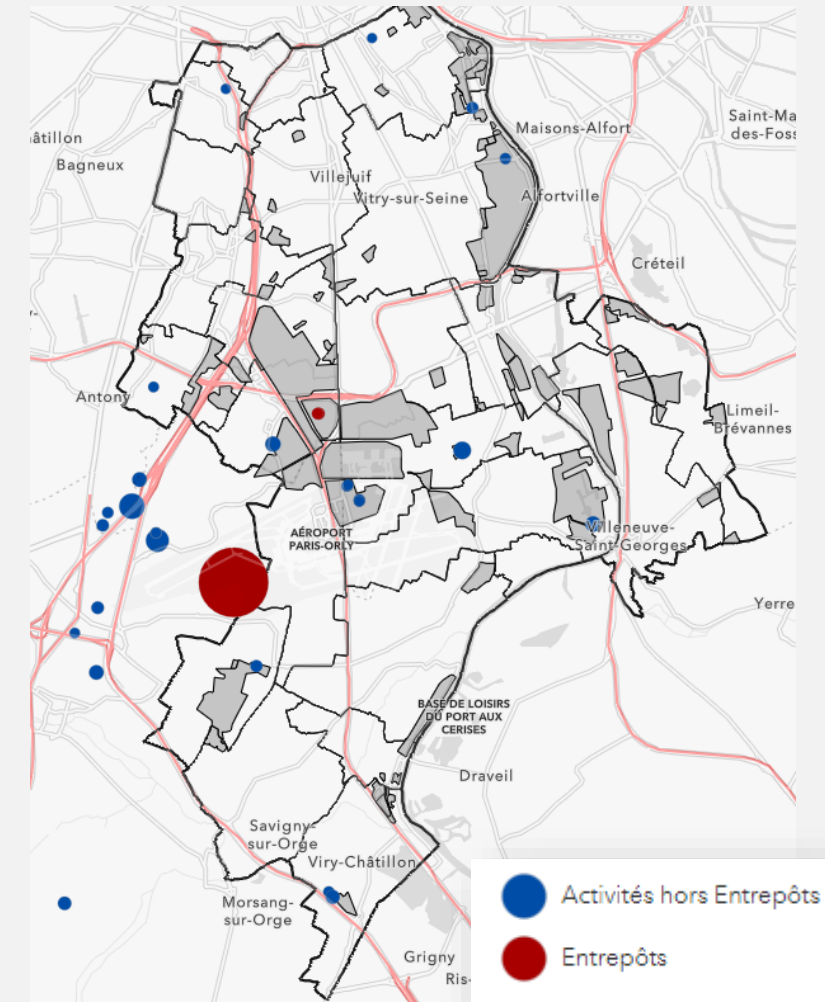 Maisons-Alfort
Saint-Ma
des-Foss
âtillon
Bagneux
Villejuif
Vitry-sur-Seine
Alfortville
Créteil
y-
Antony
Limeil-
Brévannes
AÉROPORT
PARIS-ORLY
Villeneuve-
Saint-Georges
Yerre
BASE DE LOISIRS
DU PORT AUX
CERISES
Draveil
Savigny-
sur-Orge
Viry-Châtillon
Morsang-
sur-Orge
Grigny
Ris-
Activités hors Entrepôts
Entrepôts